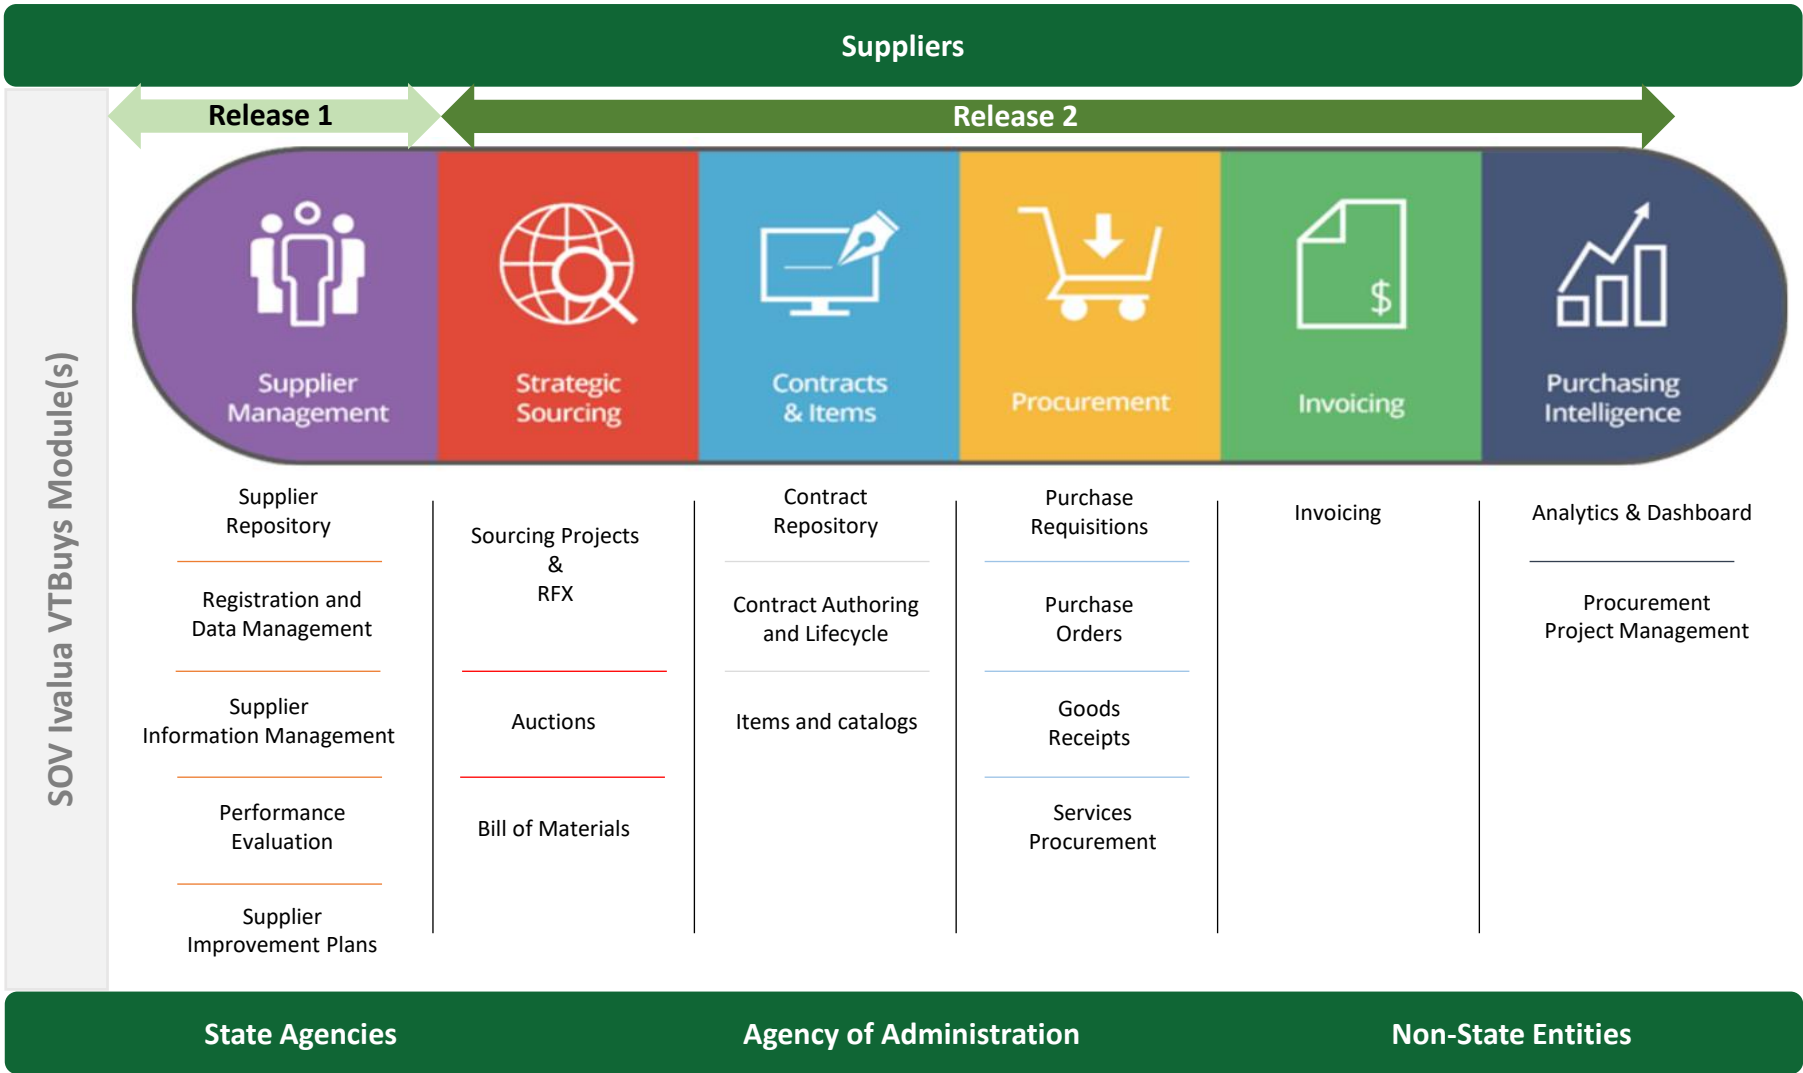 Suppliers
Release 1
Release 2
SOV Ivalua VTBuys Module(s)
Supplier
Management
Strategic
Sourcing
Contracts
& Items
Procurement
$
Invoicing
Purchasing
Intelligence
Supplier
Repository
Registration and
Data Management
Supplier
Information Management
Performance
Evaluation
Supplier
Improvement Plans
Sourcing Projects
&
RFX
Auctions
Bill of Materials
Contract
Repository
Contract Authoring
and Lifecycle
Items and catalogs
Purchase
Requisitions
Purchase
Orders
Goods
Receipts
Services
Procurement
Invoicing
Analytics & Dashboard
Procurement
Project Management
State Agencies
Agency of Administration
Non-State Entities